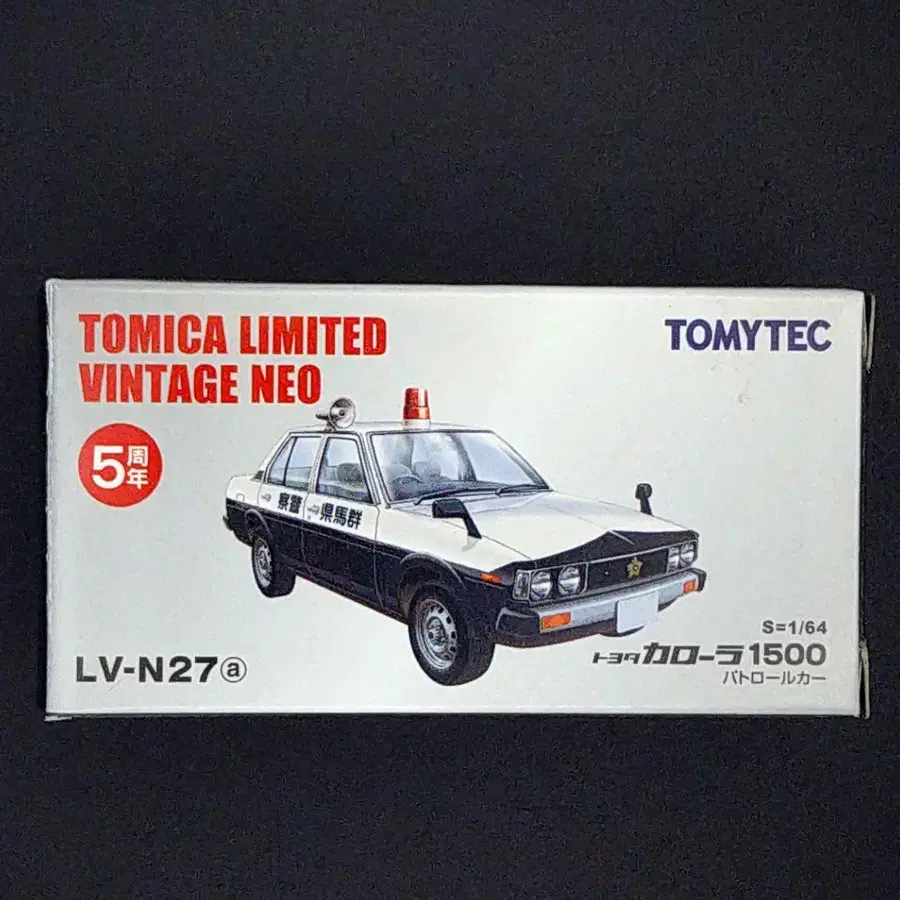 TOMICA LIMITED
VINTAGE NEO
TOMYTEC
5周年
察警 県馬群
S=1/64
LV-N27ⓐ
トヨタ カローラ1500
パトロールカー